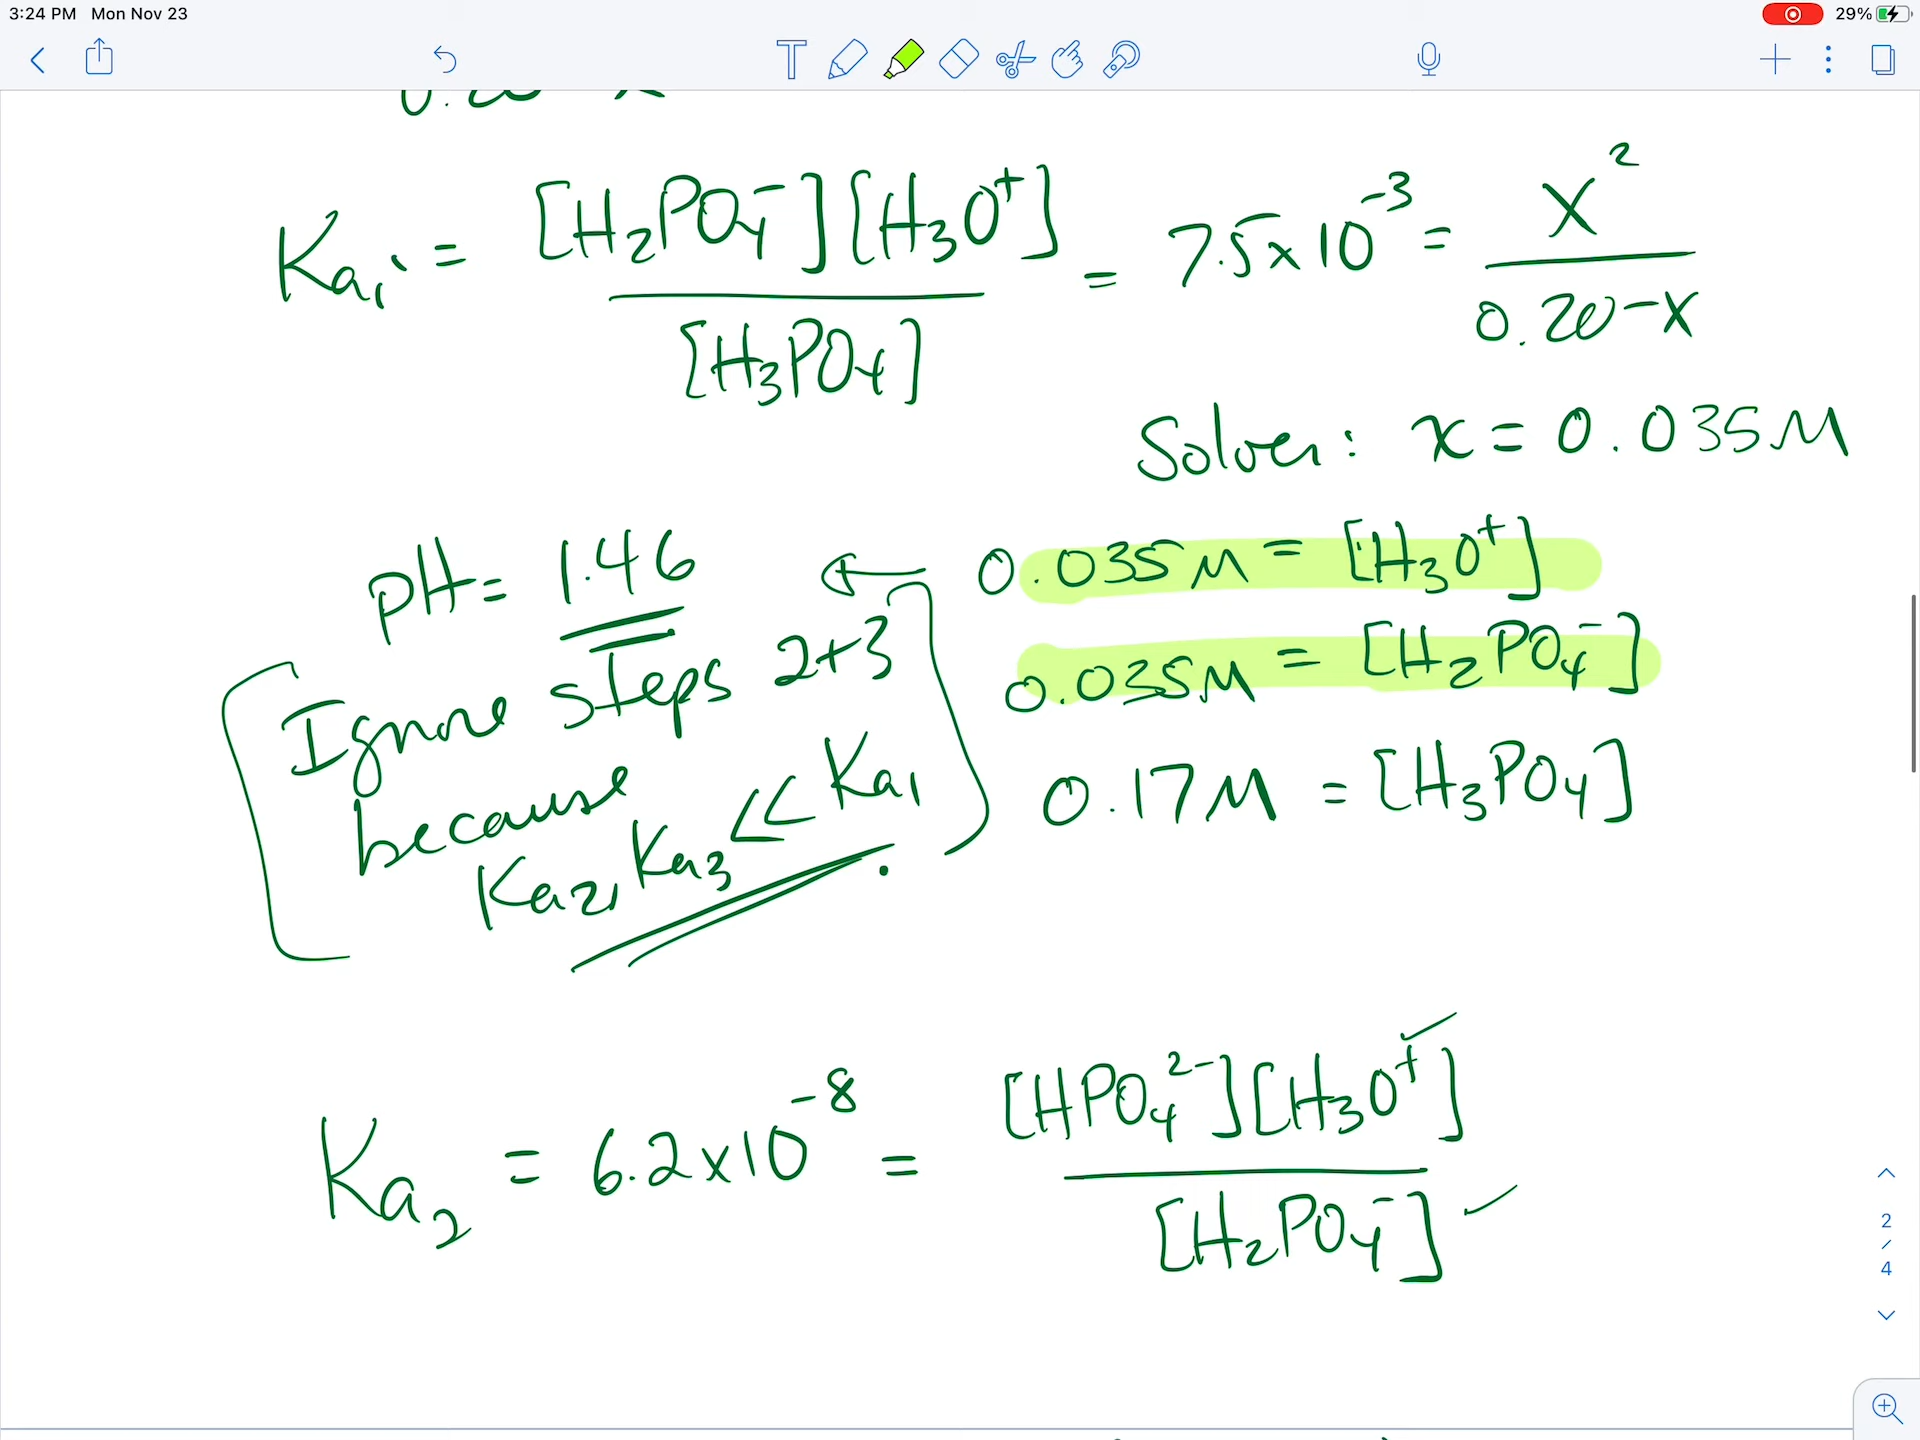 3:24 PM Mon Nov 23
29%
T
Ka₁ = [H₂PO₄⁻][H₃O⁺] / [H₃PO₄] = 7.5x10⁻³ = x² / 0.20-x
Solver: x = 0.035M
pH = 1.46
0.035M = [H₃O⁺]
0.035M = [H₂PO₄⁻]
0.17M = [H₃PO₄]
Ignore steps 2+3
because
Ka2, Ka3 << Ka1
Ka₂ = 6.2x10⁻⁸ = [HPO₄²⁻][H₃O⁺] / [H₂PO₄⁻]
2
/
4